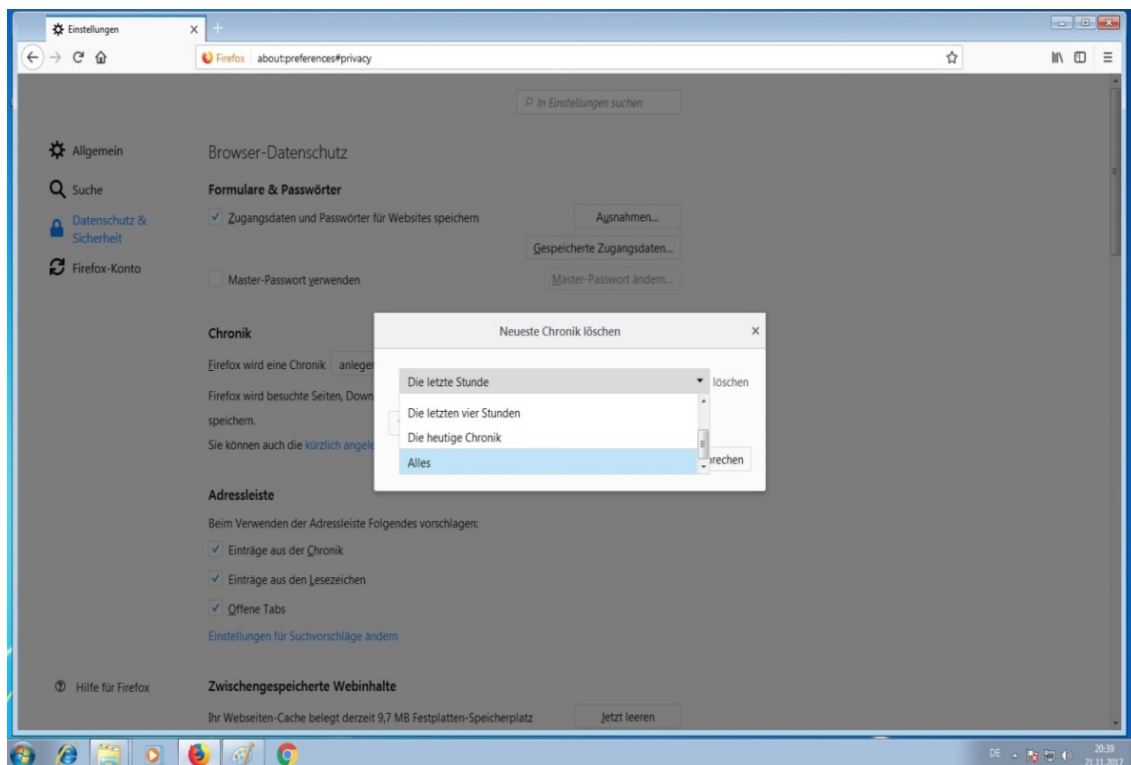 Einstellungen
Firefox about:preferences#privacy
In Einstellungen suchen
Allgemein
Suche
Datenschutz &
Sicherheit
Firefox-Konto
Hilfe für Firefox
Browser-Datenschutz
Formulare & Passwörter
Zugangsdaten und Passwörter für Websites speichern
Ausnahmen...
Gespeicherte Zugangsdaten...
Master-Passwort verwenden
Master-Passwort ändern...
Chronik
Firefox wird eine Chronik
Firefox wird besuchte Seiten,
speichern.
Sie können auch die kürzlich
Neueste Chronik löschen
Die letzte Stunde
löschen
Die letzten vier Stunden
Die heutige Chronik
Alles
Adressleiste
Beim Verwenden der Adressleiste Folgendes vorschlagen:
Einträge aus der Chronik
Einträge aus den Lesezeichen
Offene Tabs
Einstellungen für Suchvorschläge ändern
Zwischengespeicherte Webinhalte
Ihr Webseiten-Cache belegt derzeit 9,7 MB Festplatten-Speicherplatz
Jetzt leeren
DE
20:39
21.11.2017